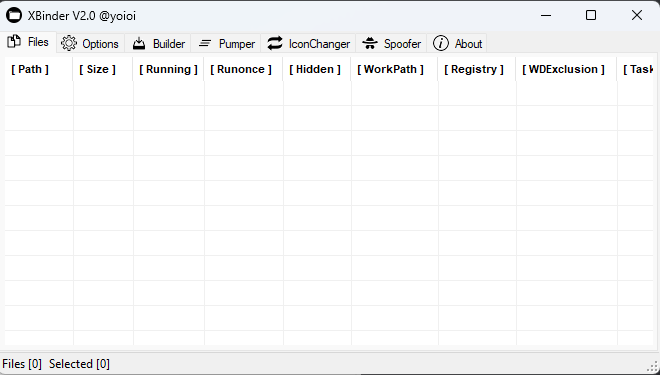 XBinder V2.0 @yoioi
Files Options Builder Pumper IconChanger Spoofer About
[ Path ] [ Size ] [ Running ] [ Runonce ] [ Hidden ] [ WorkPath ] [ Registry ] [ WDExclusion ] [ Task
Files [0] Selected [0]